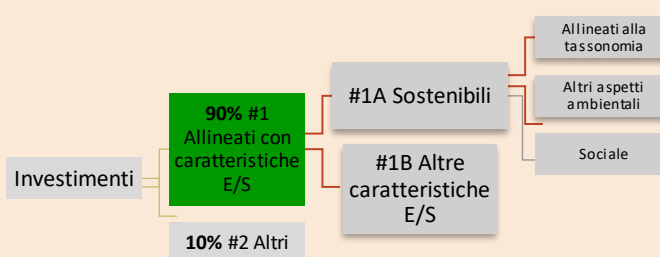 Investimenti
90% #1
Allineati con
caratteristiche
E/S
10% #2 Altri
#1A Sostenibili
#1B Altre
caratteristiche
E/S
Allineati alla
tassonomia
Altri aspetti
ambientali
Sociale